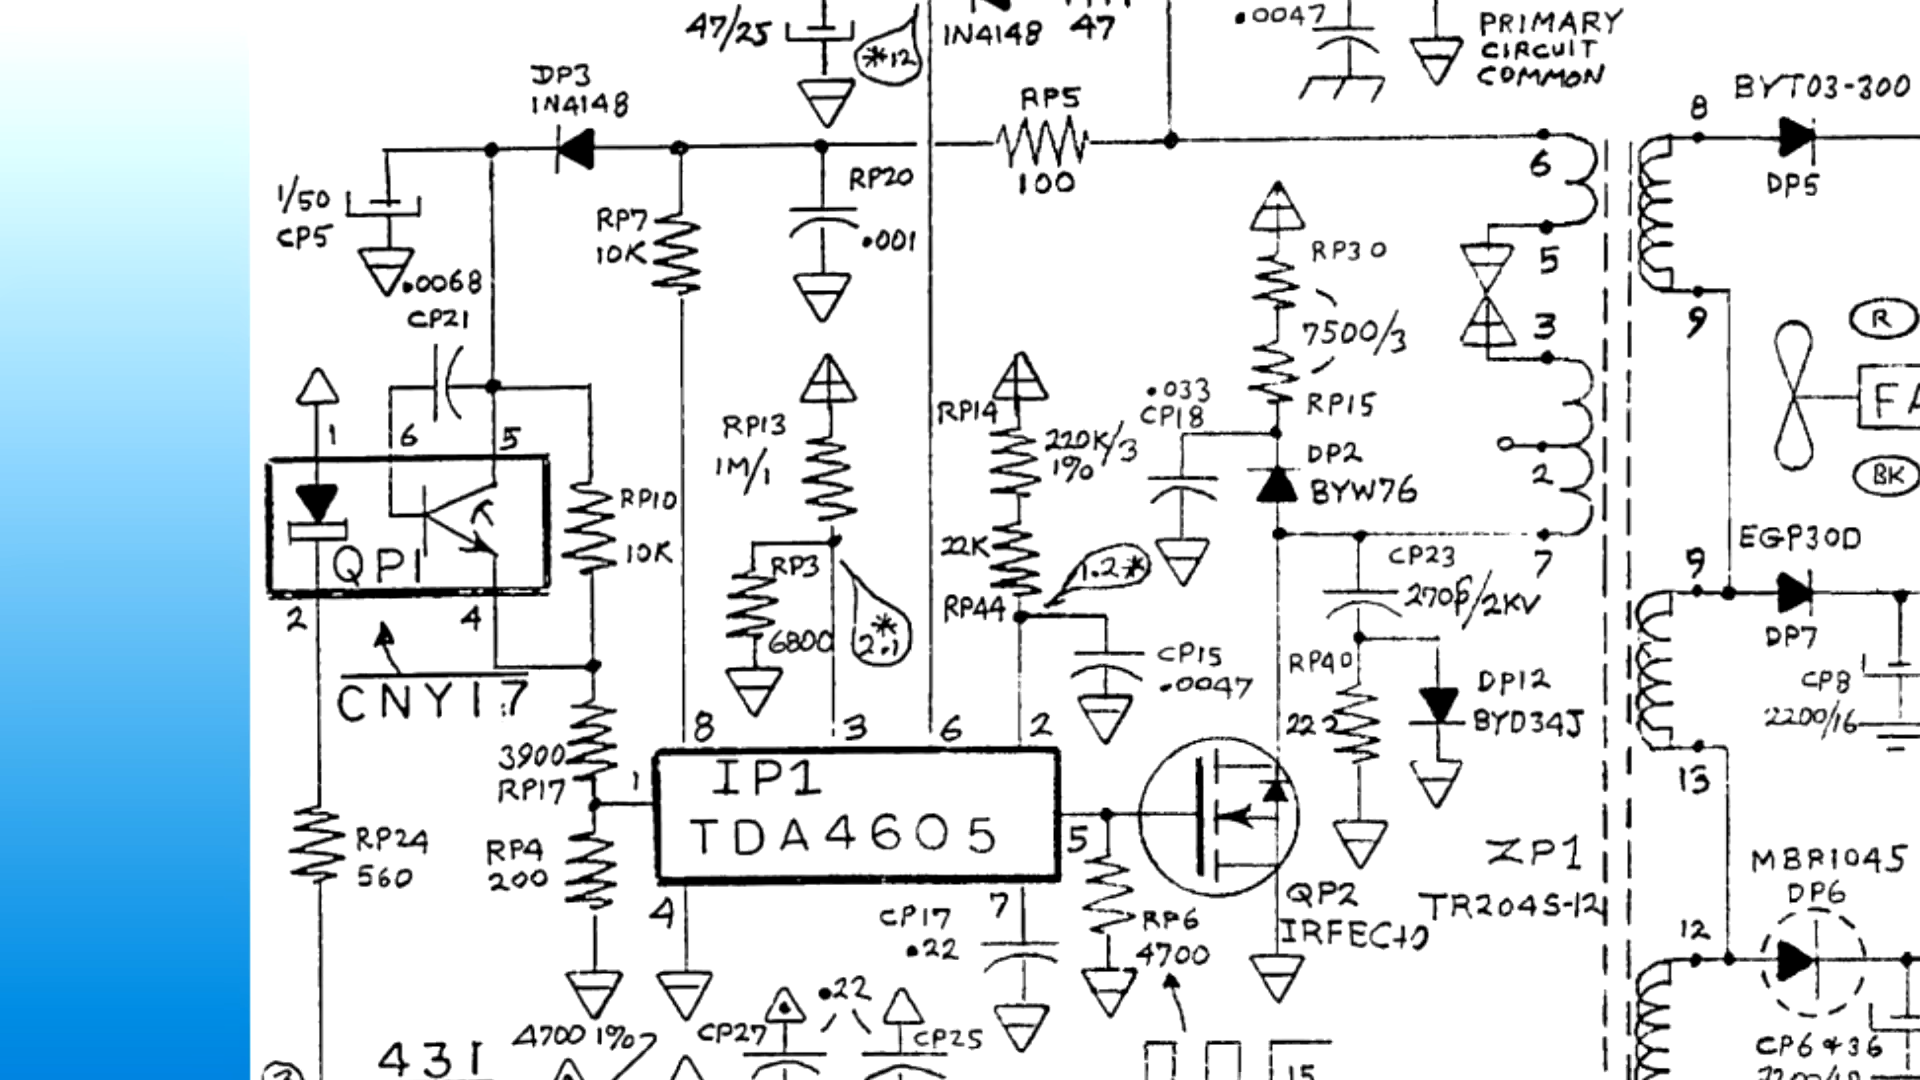 47/25
*12
1N4148
47
.0047
PRIMARY
CIRCUIT
COMMON
DP3
1N4148
RP5
100
8
BYT03-300
DP5
6
1/50
CP5
RP7
10K
RP20
.001
RP30
7500/3
RP15
5
3
9
R
.0068
CP21
1
6
5
RP13
1M/1
RP14
220K/3
1%
.033
CP18
DP2
BYW76
2
FA
BK
QP1
RP10
10K
22K
RP44
1.2*
7
CP23
270P/2KV
9
EGP30D
DP7
2
4
CNY17
RP3
6800
*
2.1
CP15
.0047
RP40
22 2
DP12
BYD34J
CP8
2200/16
3900
RP17
1
8
3
6
2
IP1
TDA4605
5
13
RP24
560
RP4
200
4
CP17
.22
7
RP6
4700
QP2
ZP1
TR204S-12
MBR1045
DP6
12
4700 1%
CP27
.22
CP25
431
15
CP6 & 36